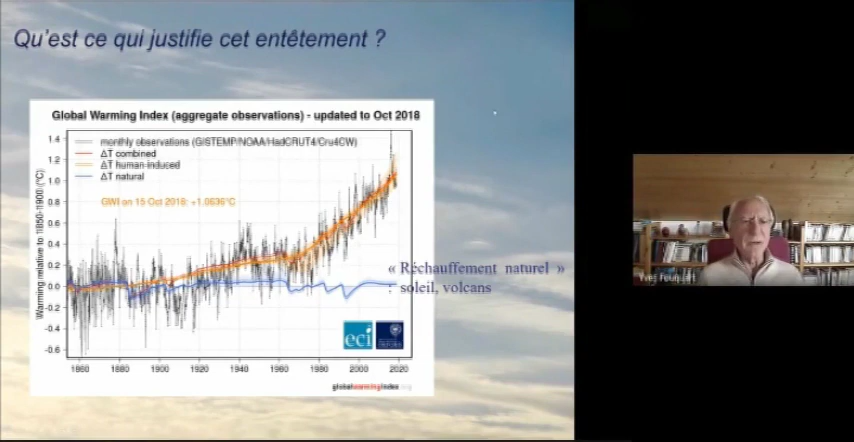 Qu'est ce qui justifie cet entêtement ?
Global Warming Index (aggregate observations) - updated to Oct 2018
monthly observations (GISTEMP/NOAA/HadCRUT4/Cru4CW)
ΔT combined
ΔT human-induced
ΔT natural
GWI on 15 Oct 2018: +1.0636°C
Warming relative to 1850-1900 (°C)
1.4
1.2
1.0
0.8
0.6
0.4
0.2
0.0
-0.2
-0.4
-0.6
1860
1880
1900
1920
1940
1960
1980
2000
2020
« Réchauffement naturel »
: soleil, volcans
eci
globalwarmingindex.org
Yves Fouquart